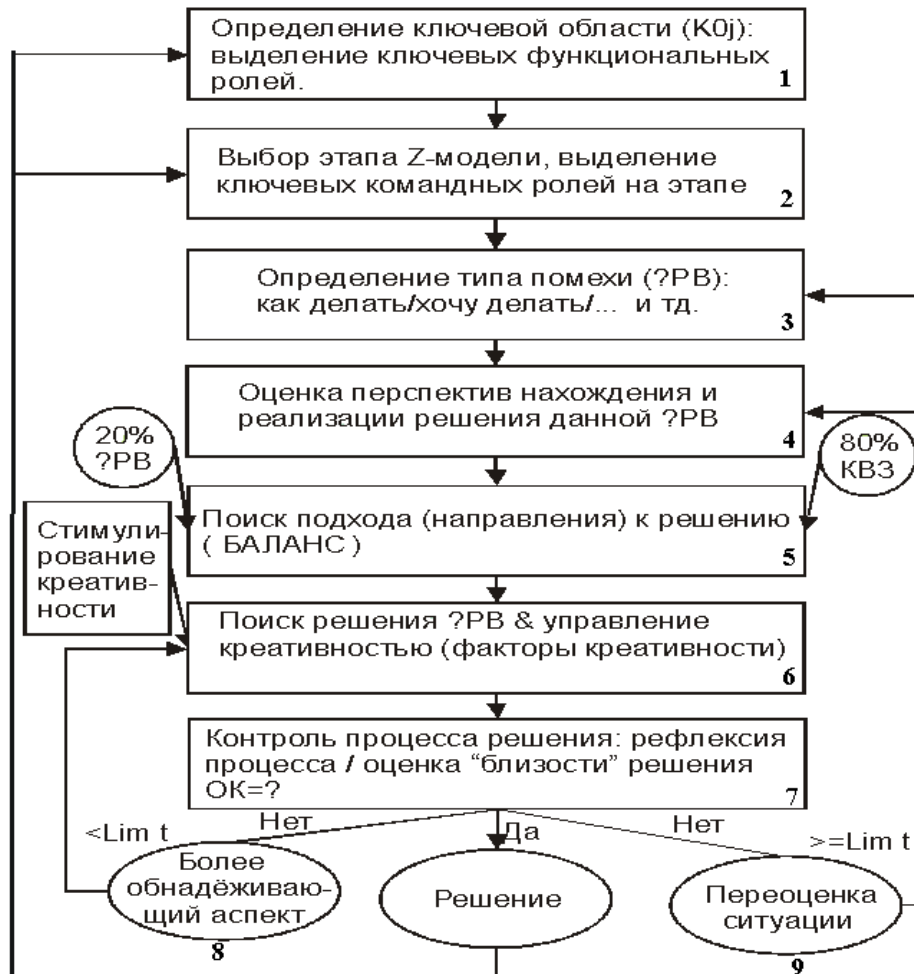 Определение ключевой области (K0j):
выделение ключевых функциональных
ролей.
1
Выбор этапа Z-модели, выделение
ключевых командных ролей на этапе
2
Определение типа помехи (?РВ):
как делать/хочу делать/... и тд.
3
Оценка перспектив нахождения и
реализации решения данной ?РВ
4
20%
?РВ
80%
КВЗ
Поиск подхода (направления) к решению
( БАЛАНС )
5
Стимули-
рование
креатив-
ности
Поиск решения ?РВ & управление
креативностью (факторы креативности)
6
Контроль процесса решения: рефлексия
процесса / оценка “близости” решения
ОК=?
7
<Lim t
Нет
Да
Нет
>=Lim t
Более
обнадёживаю-
щий аспект
8
Решение
Переоценка
ситуации
9